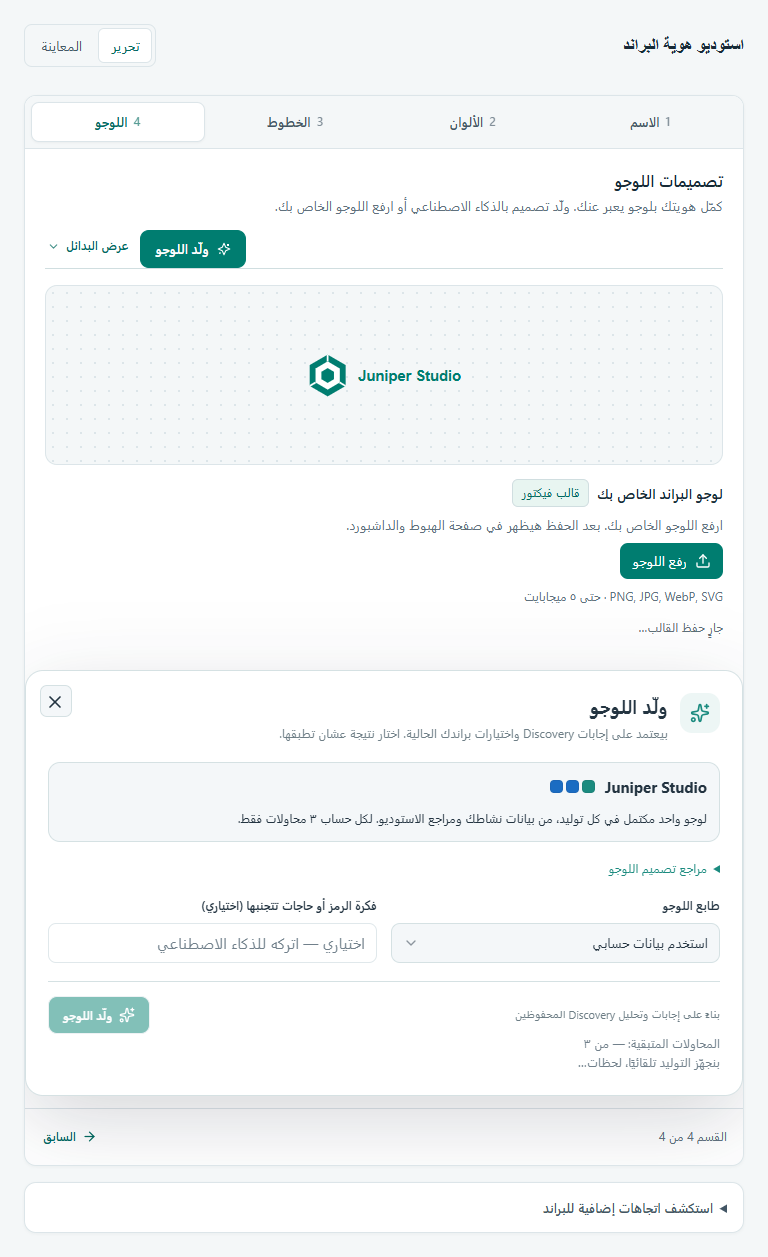 استوديو هوية البراند
تحرير
المعاينة
1 الاسم
2 الألوان
3 الخطوط
4 اللوجو
تصميمات اللوجو
كمّل هويتك بلوجو يعبر عنك. ولّد تصميم بالذكاء الاصطناعي أو ارفع اللوجو الخاص بك.
ولّد اللوجو
عرض البدائل
Juniper Studio
لوجو البراند الخاص بك
قالب فيكتور
ارفع اللوجو الخاص بك. بعد الحفظ هيظهر في صفحة الهبوط والداشبورد.
رفع اللوجو
PNG, JPG, WebP, SVG · حتى ٥ ميجابايت
جارٍ حفظ القالب...
ولّد اللوجو
بيعتمد على إجابات Discovery واختيارات براندك الحالية. اختار نتيجة عشان تطبقها.
Juniper Studio
لوجو واحد مكتمل في كل توليد، من بيانات نشاطك ومراجع الاستوديو. لكل حساب ٣ محاولات فقط.
مراجع تصميم اللوجو
طابع اللوجو
استخدم بيانات حسابي
فكرة الرمز أو حاجات تتجنبها (اختياري)
اختياري — اتركه للذكاء الاصطناعي
بناءً على إجابات وتحليل Discovery المحفوظين
المحاولات المتبقية: — من ٣
بنجهّز التوليد تلقائيًا، لحظات...
ولّد اللوجو
القسم 4 من 4
السابق
استكشف اتجاهات إضافية للبراند